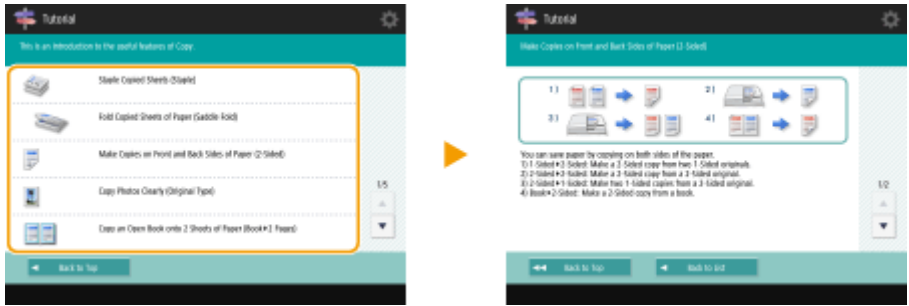 Tutorial
This is an introduction to the useful features of Copy.
Staple Copied Sheets (Staple)
Fold Copied Sheets of Paper (Saddle Fold)
Make Copies on Front and Back Sides of Paper (2-Sided)
Copy Photos Clearly (Original Type)
Copy an Open Book onto 2 Sheets of Paper (Book►2 Pages)
1/5
Back to Top
Tutorial
Make Copies on Front and Back Sides of Paper (2-Sided)
1)
2)
3)
4)
You can save paper by copying on both sides of the paper.
1) 1-Sided►2-Sided: Make a 2-Sided copy from two 1-Sided originals.
2) 2-Sided►2-Sided: Make a 2-Sided copy from a 2-Sided original.
3) 2-Sided►1-Sided: Make two 1-Sided copies from a 2-Sided original.
4) Book►2-Sided: Make a 2-Sided copy from a book.
1/2
Back to Top
Back to List